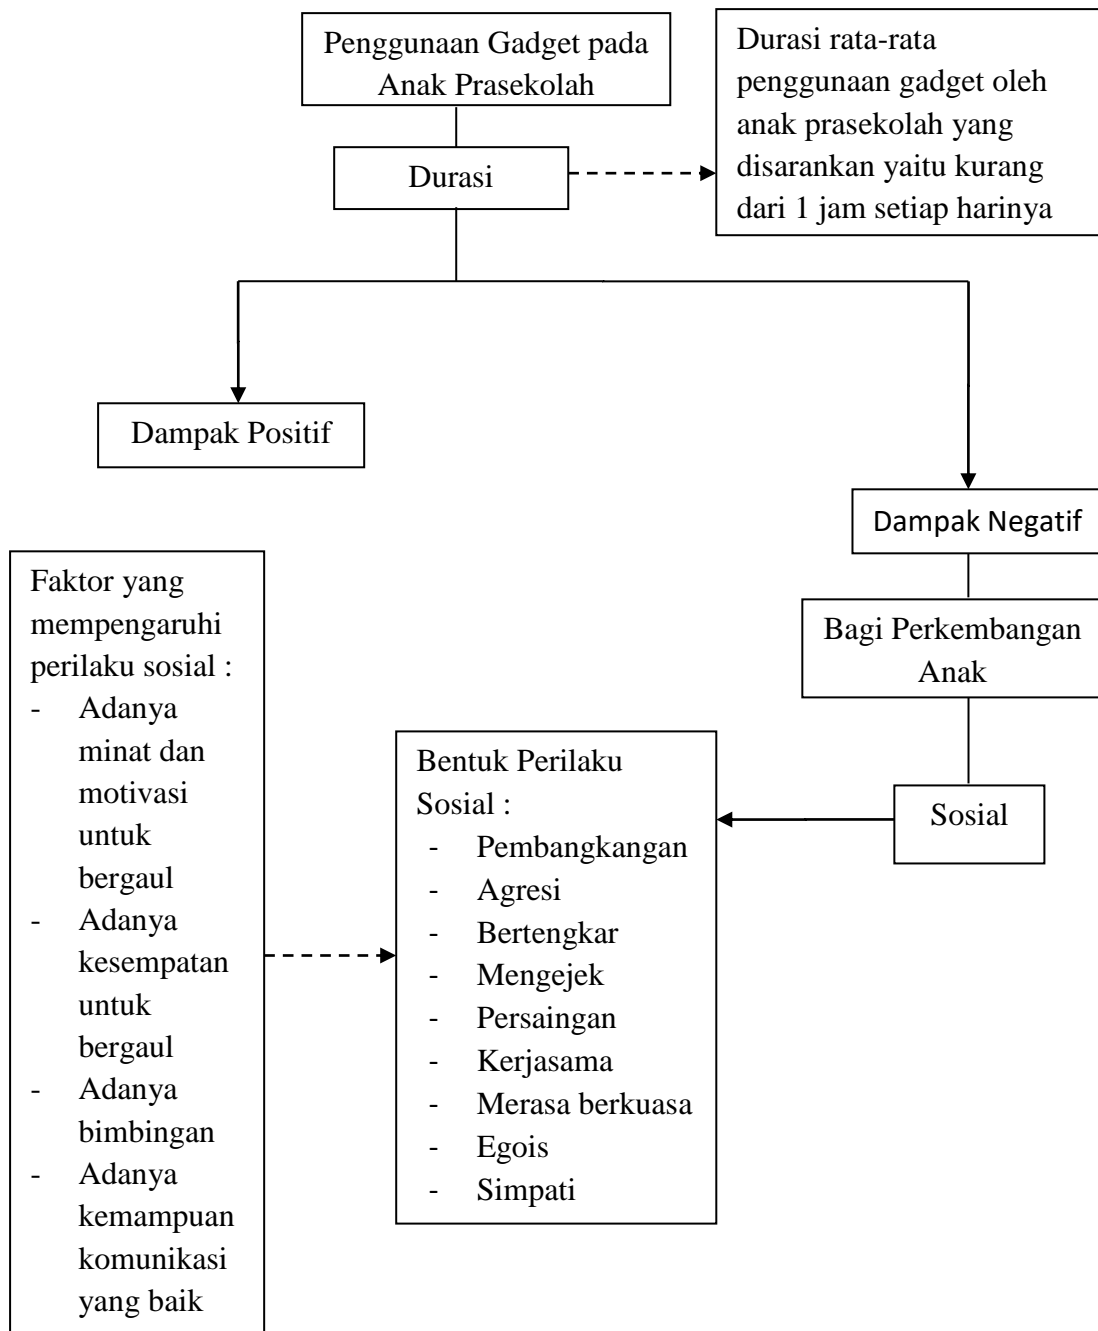 Penggunaan Gadget pada
Anak Prasekolah
Durasi rata-rata
penggunaan gadget oleh
anak prasekolah yang
disarankan yaitu kurang
dari 1 jam setiap harinya
Durasi
Dampak Positif
Dampak Negatif
Bagi Perkembangan
Anak
Sosial
Faktor yang
mempengaruhi
perilaku sosial :
- Adanya
minat dan
motivasi
untuk
bergaul
- Adanya
kesempatan
untuk
bergaul
- Adanya
bimbingan
- Adanya
kemampuan
komunikasi
yang baik
Bentuk Perilaku
Sosial :
- Pembangkangan
- Agresi
- Bertengkar
- Mengejek
- Persaingan
- Kerjasama
- Merasa berkuasa
- Egois
- Simpati